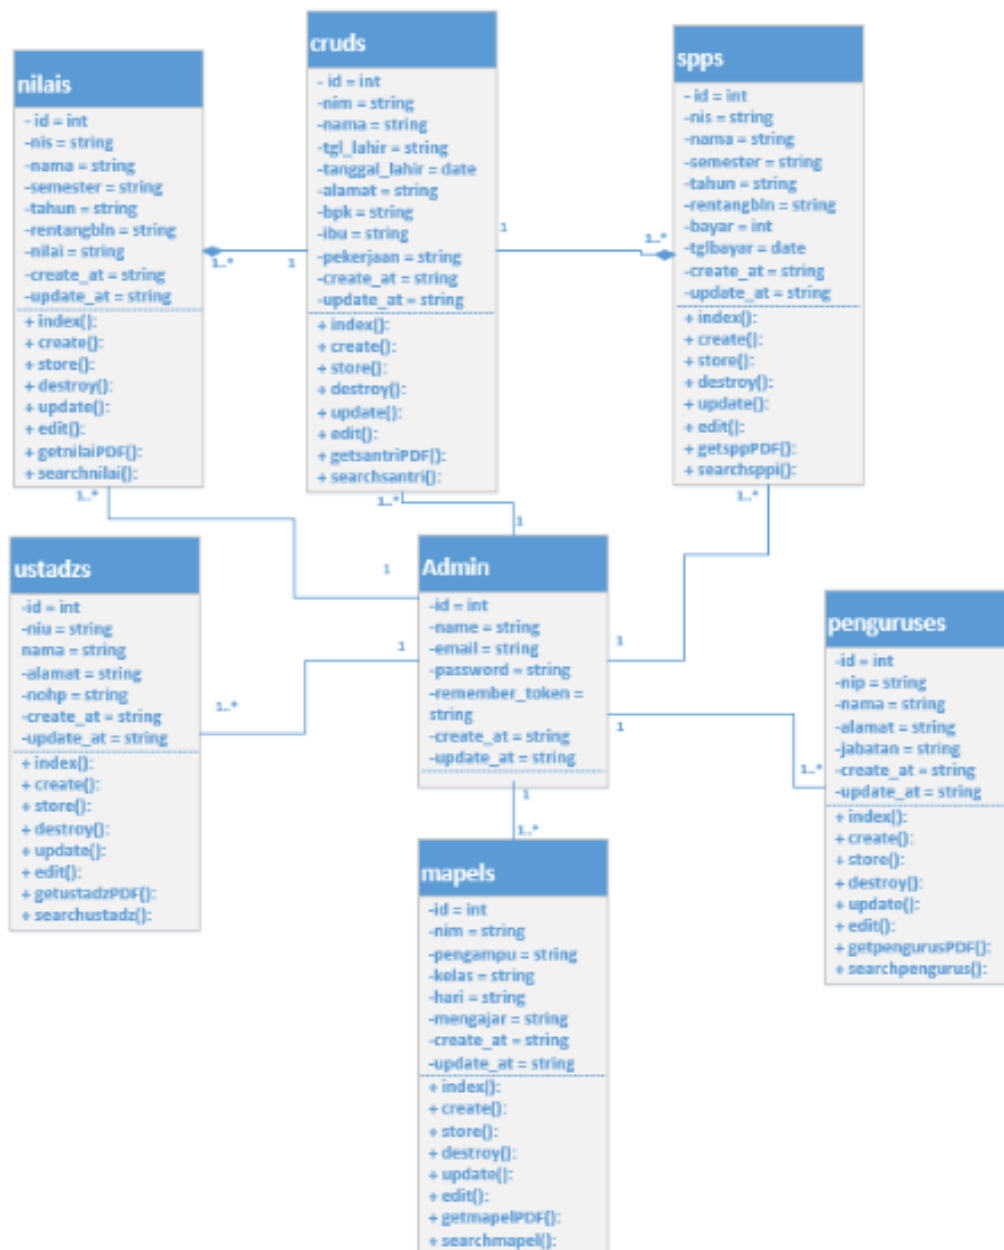 nilais
- id = int
-nis = string
-nama = string
-semester = string
-tahun = string
-rentangbln = string
-nilai = string
-create_at = string
-update_at = string
+ index():
+ create():
+ store():
+ destroy():
+ update():
+ edit():
+ getnilaiPDF():
+ searchnilai():
1..*
1
1..*
cruds
- id = int
-nim = string
-nama = string
-tgl_lahir = string
-tanggal_lahir = date
-alamat = string
-bpk = string
-ibu = string
-pekerjaan = string
-create_at = string
-update_at = string
+ index():
+ create():
+ store():
+ destroy():
+ update():
+ edit():
+ getsantriPDF():
+ searchsantri():
1
1..*
1..*
1
spps
- id = int
-nis = string
-nama = string
-semester = string
-tahun = string
-rentangbln = string
-bayar = int
-tglbayar = date
-create_at = string
-update_at = string
+ index():
+ create():
+ store():
+ destroy():
+ update():
+ edit():
+ getsppPDF():
+ searchsppi():
1..*
ustadzs
-id = int
-niu = string
nama = string
-alamat = string
-nohp = string
-create_at = string
-update_at = string
+ index():
+ create():
+ store():
+ destroy():
+ update():
+ edit():
+ getustadzPDF():
+ searchustadz():
1..*
1
1
Admin
-id = int
-name = string
-email = string
-password = string
-remember_token =
string
-create_at = string
-update_at = string
1
1
1
1..*
1..*
penguruses
-id = int
-nip = string
-nama = string
-alamat = string
-jabatan = string
-create_at = string
-update_at = string
+ index():
+ create():
+ store():
+ destroy():
+ update():
+ edit():
+ getpengurusPDF():
+ searchpengurus():
mapels
-id = int
-nim = string
-pengampu = string
-kelas = string
-hari = string
-mengajar = string
-create_at = string
-update_at = string
+ index():
+ create():
+ store():
+ destroy():
+ update():
+ edit():
+ getmapelPDF():
+ searchmapel():